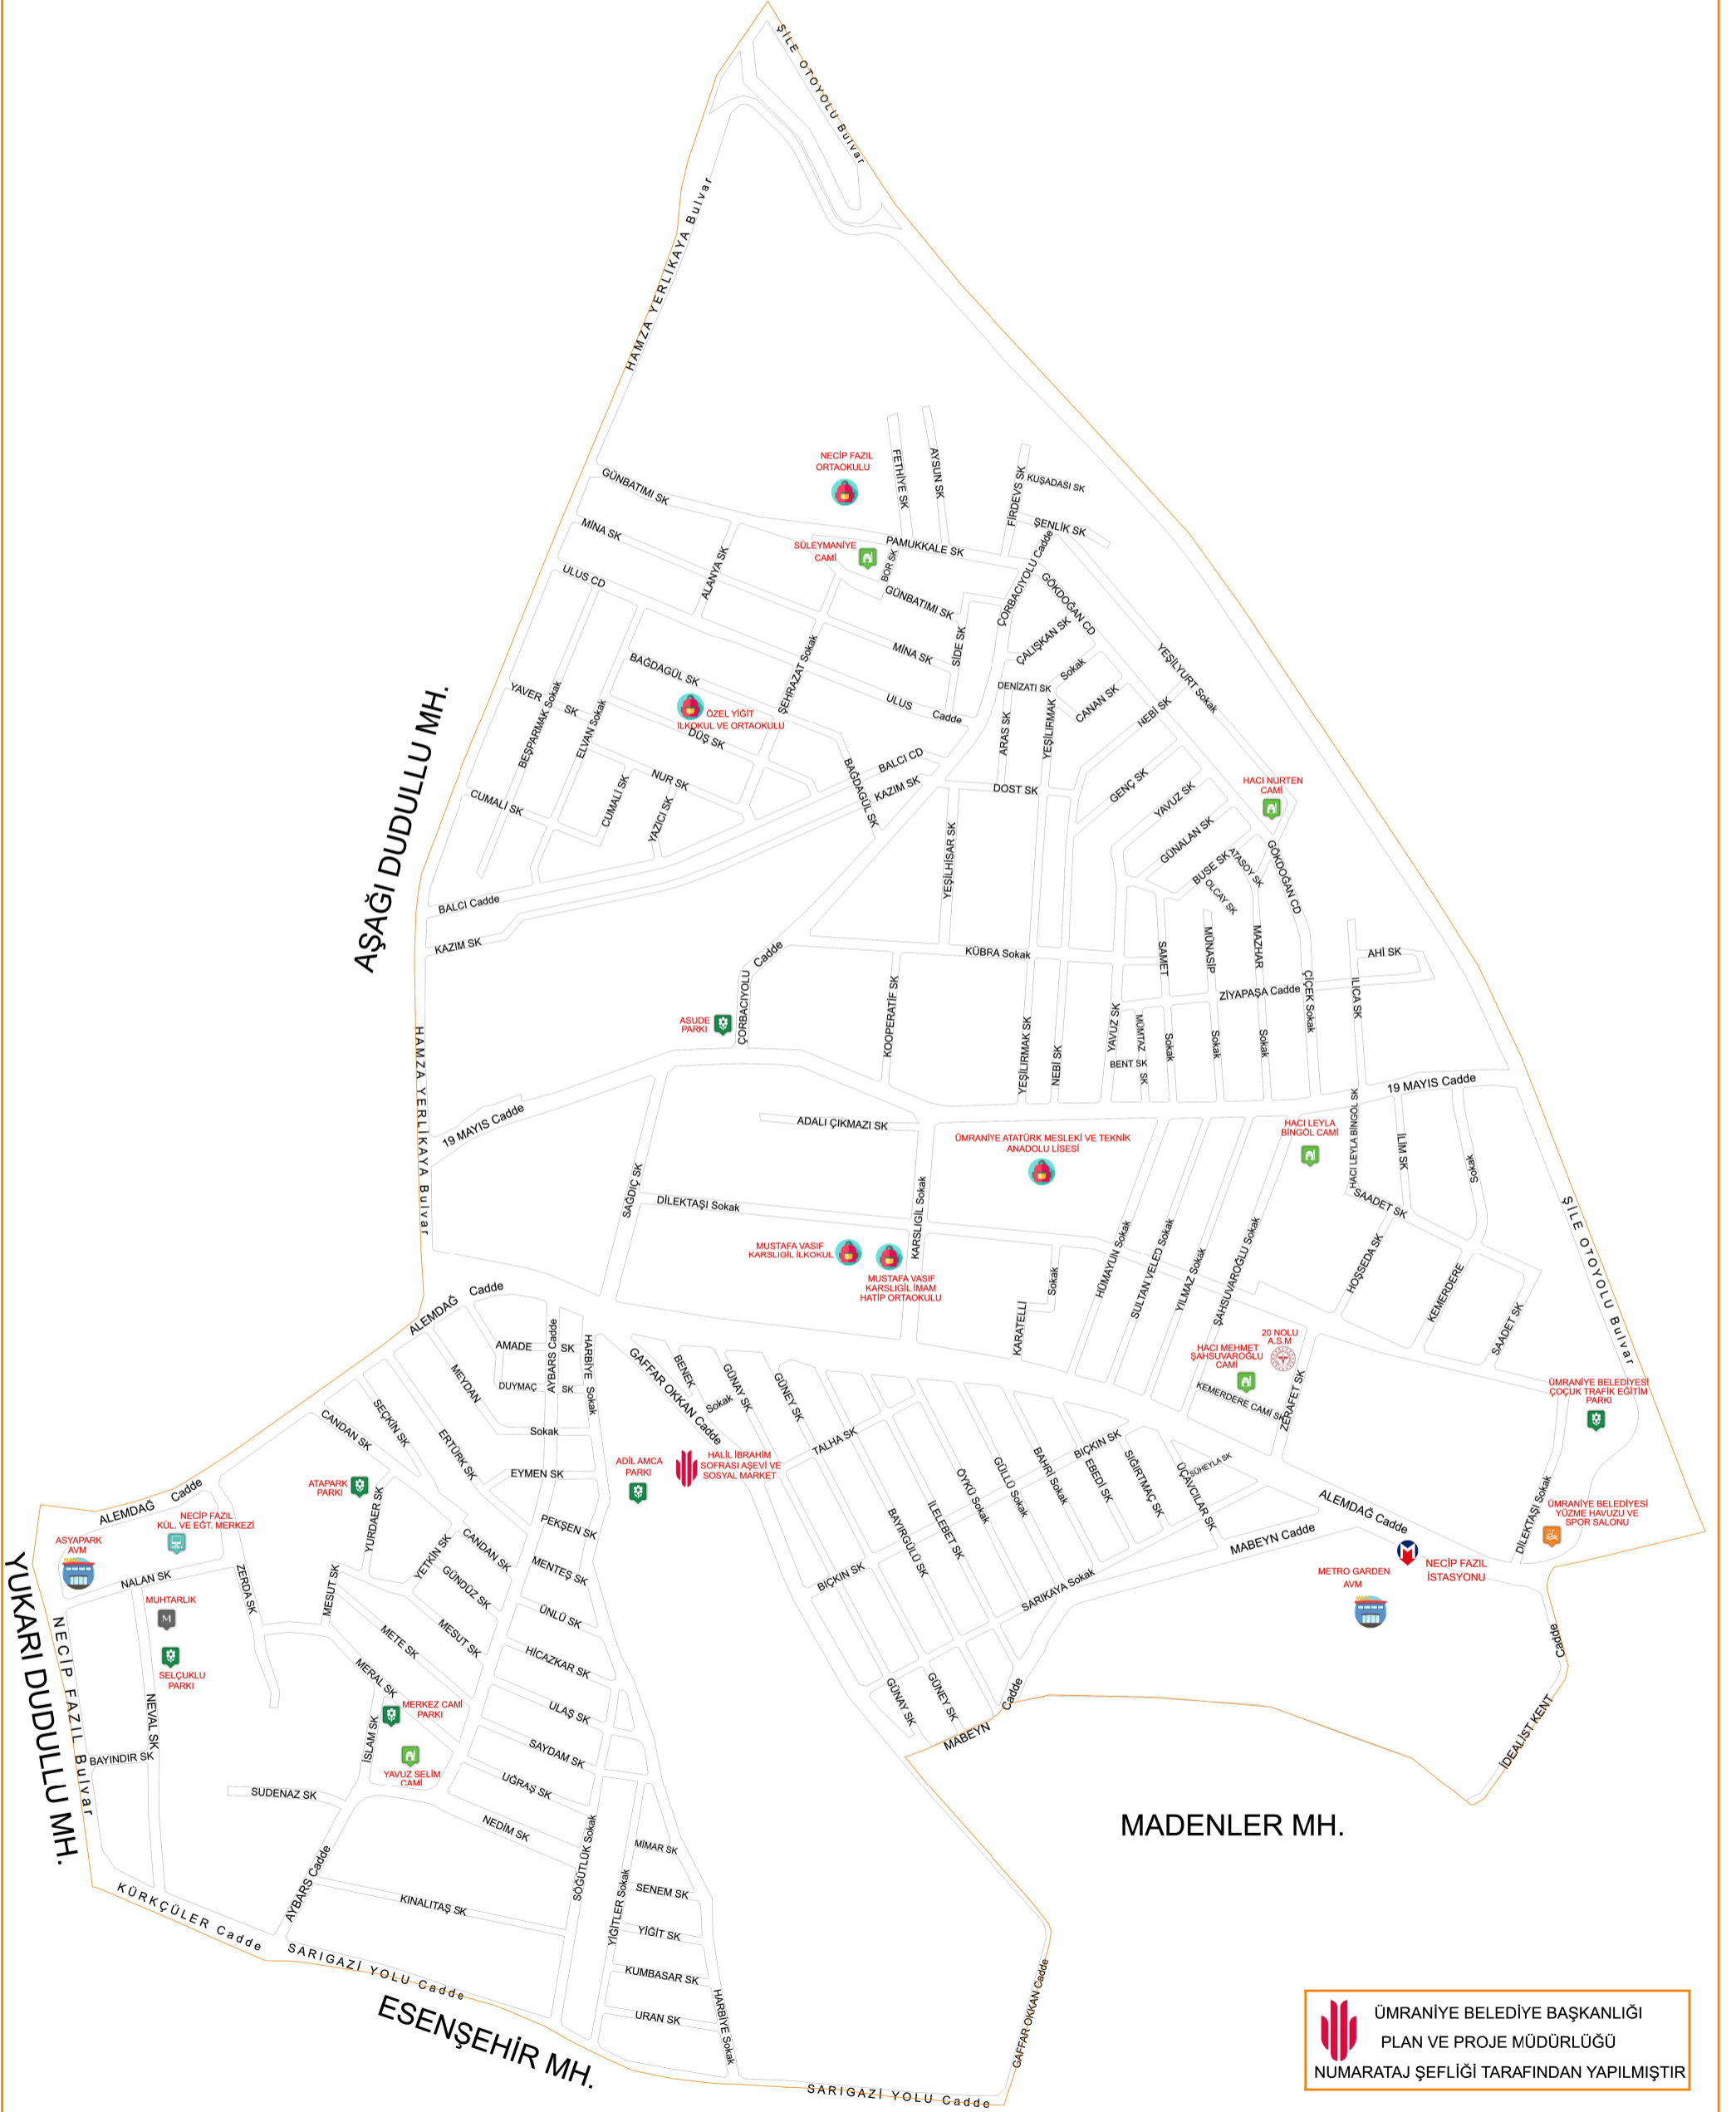 ŞİLE OTOYOLU Bulvar
HAMZA YERLİKAYA Bulvar
NECİP FAZIL
ORTAOKULU
FETHİYE SK
AYSUN SK
FİRDEVS SK
KUŞADASI SK
ŞENLİK SK
GÜNBATIMI SK
MİNA SK
ULUS CD
ALANYA SK
SÜLEYMANİYE
CAMİ
BOR SK
PAMUKKALE SK
GÜNBATIMI SK
ÇORBACIYOLU Cadde
GÖKDOĞAN CD
SİDE SK
MİNA SK
ÇALIŞKAN SK
YEŞİLYURT Sokak
ŞEHRAZAT Sokak
BAĞDAGÜL SK
DENİZATI SK
Sokak
CANAN SK
NEBİ SK
YAVER SK
BEŞPARMAK Sokak
ELVAN Sokak
ÖZEL YİĞİT
İLKOKUL VE ORTAOKULU
DÜŞ SK
ULUS Cadde
ARAS SK
YEŞİLIRMAK
AŞAĞI DUDULLU MH.
NUR SK
CUMALİ SK
CUMALİ SK
YAZICI SK
BAĞDAGÜL SK
BALCI CD
KAZIM SK
DOST SK
GENÇ SK
YAVUZ SK
HACI NURTEN
CAMİ
GÜNALAN SK
BUSE SK
ATASOY SK
OLCAY SK
GÖKDOĞAN CD
YEŞİLHİSAR SK
BALCI Cadde
KAZIM SK
ÇORBACIYOLU Cadde
KÜBRA Sokak
SAMET
MÜNASİP
MAZHAR
ÇİÇEK Sokak
ILICA SK
AHİ SK
ZİYAPAŞA Cadde
ASUDE
PARKI
KOOPERATİF SK
YEŞİLIRMAK SK
NEBİ SK
YAVUZ SK
MÜMTAZ SK
BENT SK
Sokak
Sokak
Sokak
HAMZA YERLİKAYA Bulvar
19 MAYIS Cadde
19 MAYIS Cadde
ADALI ÇIKMAZI SK
ÜMRANİYE ATATÜRK MESLEKİ VE TEKNİK
ANADOLU LİSESİ
HACI LEYLA
BİNGÖL CAMİ
HACI LEYLA BİNGÖL SK
İLİM SK
Sokak
SAADET SK
SAĞDIÇ SK
DİLEKTAŞI Sokak
KARSLIGİL Sokak
MUSTAFA VASIF
KARSLIGİL İLKOKUL
MUSTAFA VASIF
KARSLIGİL İMAM
HATİP ORTAOKULU
KARATELLİ Sokak
HÜMAYUN Sokak
SULTAN VELED Sokak
YILMAZ Sokak
ŞAHSUVAROĞLU Sokak
HOŞSEDA SK
KEMERDERE
SAADET SK
ŞİLE OTOYOLU Bulvar
ALEMDAĞ Cadde
AMADE SK
AYBARS Cadde
HARBİYE Sokak
DUYMAÇ SK
MEYDAN Sokak
GAFFAR OKKAN Cadde
BENEK Sokak
GÜNAY SK
GÜNEY SK
20 NOLU
A.S.M
HACI MEHMET
ŞAHSUVAROĞLU
CAMİ
KEMERDERE CAMİ SK
ZERAFET SK
ÜMRANİYE BELEDİYESİ
ÇOÇUK TRAFİK EĞİTİM
PARKI
CANDAN SK
SEÇKİN SK
ERTÜRK SK
EYMEN SK
ADİL AMCA
PARKI
HALİL İBRAHİM
SOFRASI AŞEVİ VE
SOSYAL MARKET
TALHA SK
BIÇKIN SK
ÖYKÜ Sokak
GÜLLÜ Sokak
BAHRİ Sokak
EBEDİ SK
SIĞIRTMAÇ SK
ÜÇAVCILAR SK
SÜHEYLA SK
ALEMDAĞ Cadde
MABEYN Cadde
DİLEKTAŞI Sokak
ÜMRANİYE BELEDİYESİ
YÜZME HAVUZU VE
SPOR SALONU
NECİP FAZIL
İSTASYONU
METRO GARDEN
AVM
ATAPARK
PARKI
ALEMDAĞ Cadde
NECİP FAZIL
KÜL. VE EĞT. MERKEZİ
ASYAPARK
AVM
NALAN SK
ZERDA SK
MUHTARLIK
M
SELÇUKLU
PARKI
NEVAL SK
BAYINDIR SK
YUKARI DUDULLU MH.
NECİP FAZIL Bulvar
YURDAER SK
YETKİN SK
CANDAN SK
GÜNDÜZ SK
MESUT SK
MESUT SK
METE SK
MERAL SK
PEKŞEN SK
MENTEŞ SK
ÜNLÜ SK
HİCAZKAR SK
ULAŞ SK
SAYDAM SK
UĞRAŞ SK
NEDİM SK
MERKEZ CAMİ
PARKI
İSLAM SK
YAVUZ SELİM
CAMİ
SUDENAZ SK
AYBARS Cadde
KINALITAŞ SK
SÖĞÜTLÜK Sokak
YİĞİTLER Sokak
MİMAR SK
SENEM SK
YİĞİT SK
KUMBASAR SK
URAN SK
HARBİYE Sokak
BIÇKIN SK
BAYIRGÜLÜ SK
İLELEBET SK
SARIKAYA Sokak
GÜNAY SK
GÜNEY SK
MABEYN Cadde
İDEALİST KENT Cadde
MADENLER MH.
KÜRKÇÜLER Cadde
SARIGAZİ YOLU Cadde
ESENŞEHİR MH.
SARIGAZİ YOLU Cadde
GAFFAR OKKAN Cadde
ÜMRANİYE BELEDİYE BAŞKANLIĞI
PLAN VE PROJE MÜDÜRLÜĞÜ
NUMARATAJ ŞEFLİĞİ TARAFINDAN YAPILMIŞTIR